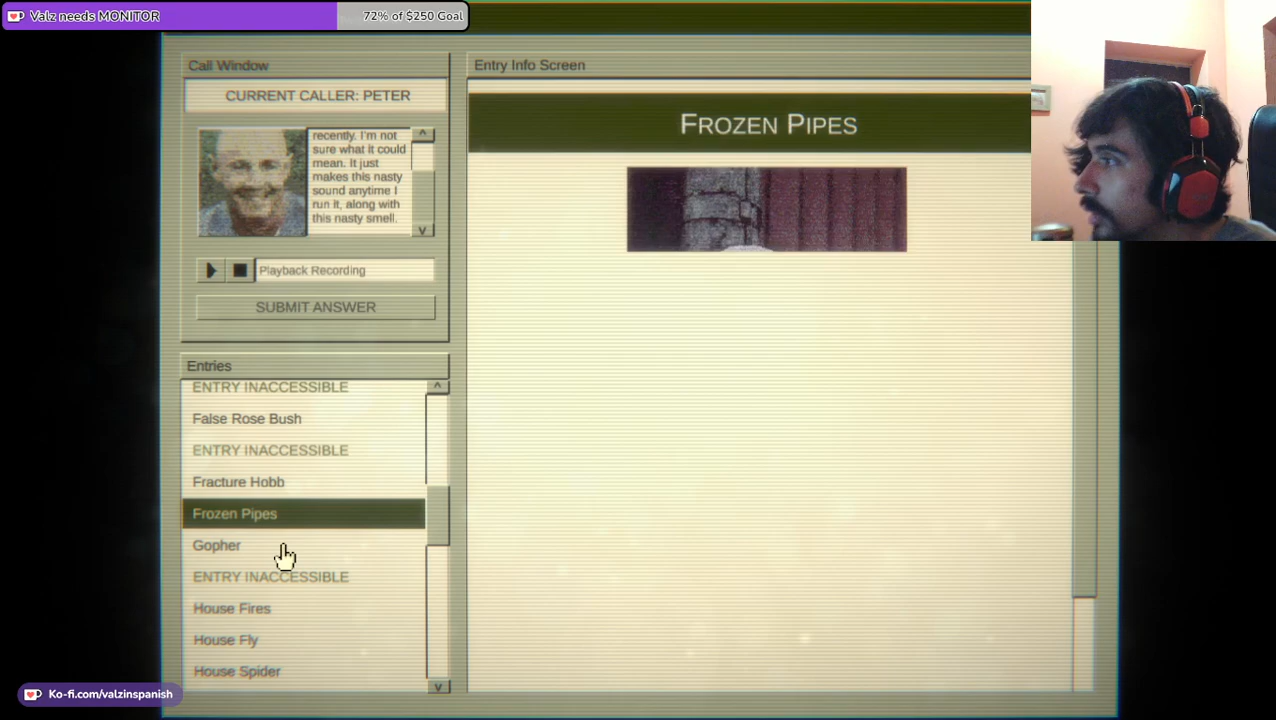 Valz needs MONITOR
72% of $250 Goal
Call Window
CURRENT CALLER: PETER
recently. I'm not
sure what it could
mean. It just
makes this nasty
sound anytime I
run it, along with
this nasty smell.
Playback Recording
SUBMIT ANSWER
Entries
ENTRY INACCESSIBLE
False Rose Bush
ENTRY INACCESSIBLE
Fracture Hobb
Frozen Pipes
Gopher
ENTRY INACCESSIBLE
House Fires
House Fly
House Spider
Entry Info Screen
FROZEN PIPES
Ko-fi.com/valzinspanish